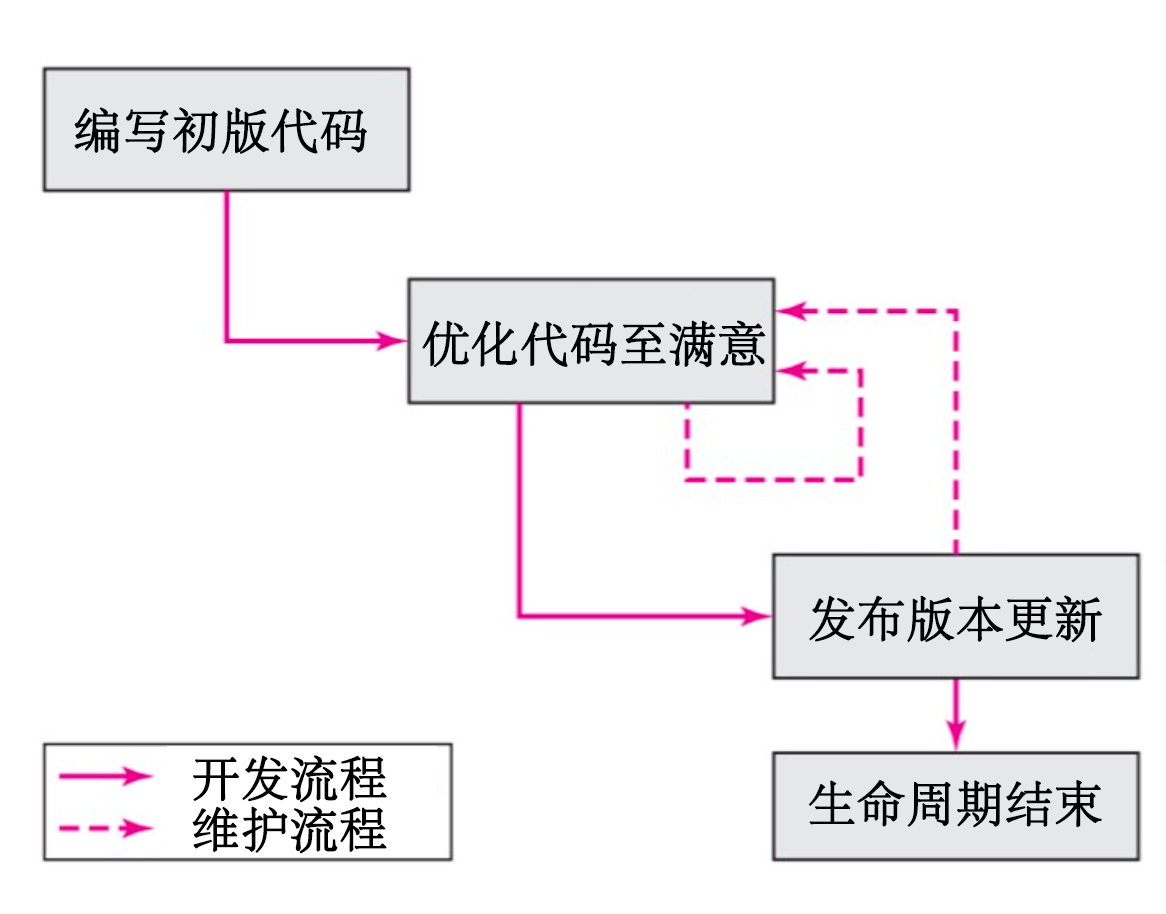 编写初版代码
优化代码至满意
发布版本更新
生命周期结束
开发流程
维护流程